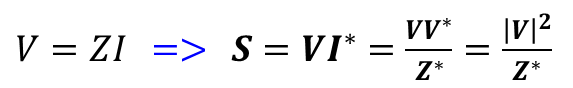 V = ZI => S = VI* = VV*/Z* = |V|²/Z*